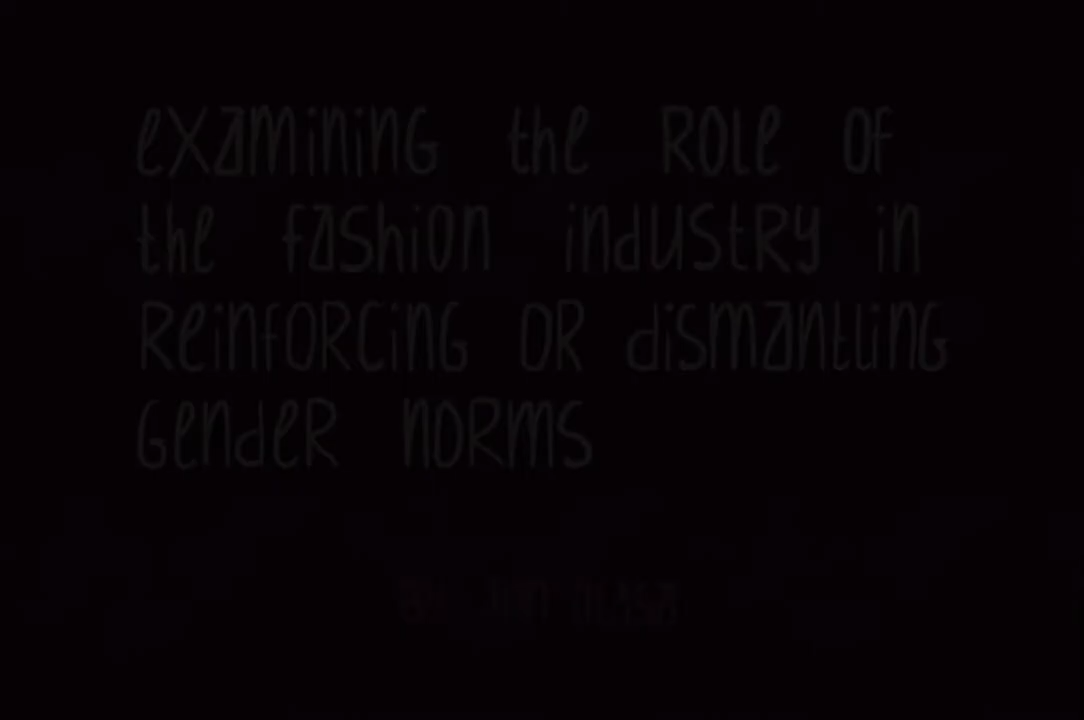 examining the Role of
the fashion industry in
Reinforcing OR dismantling
Gender norms